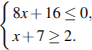 8x + 16 ≤ 0,
x + 7 ≥ 2.